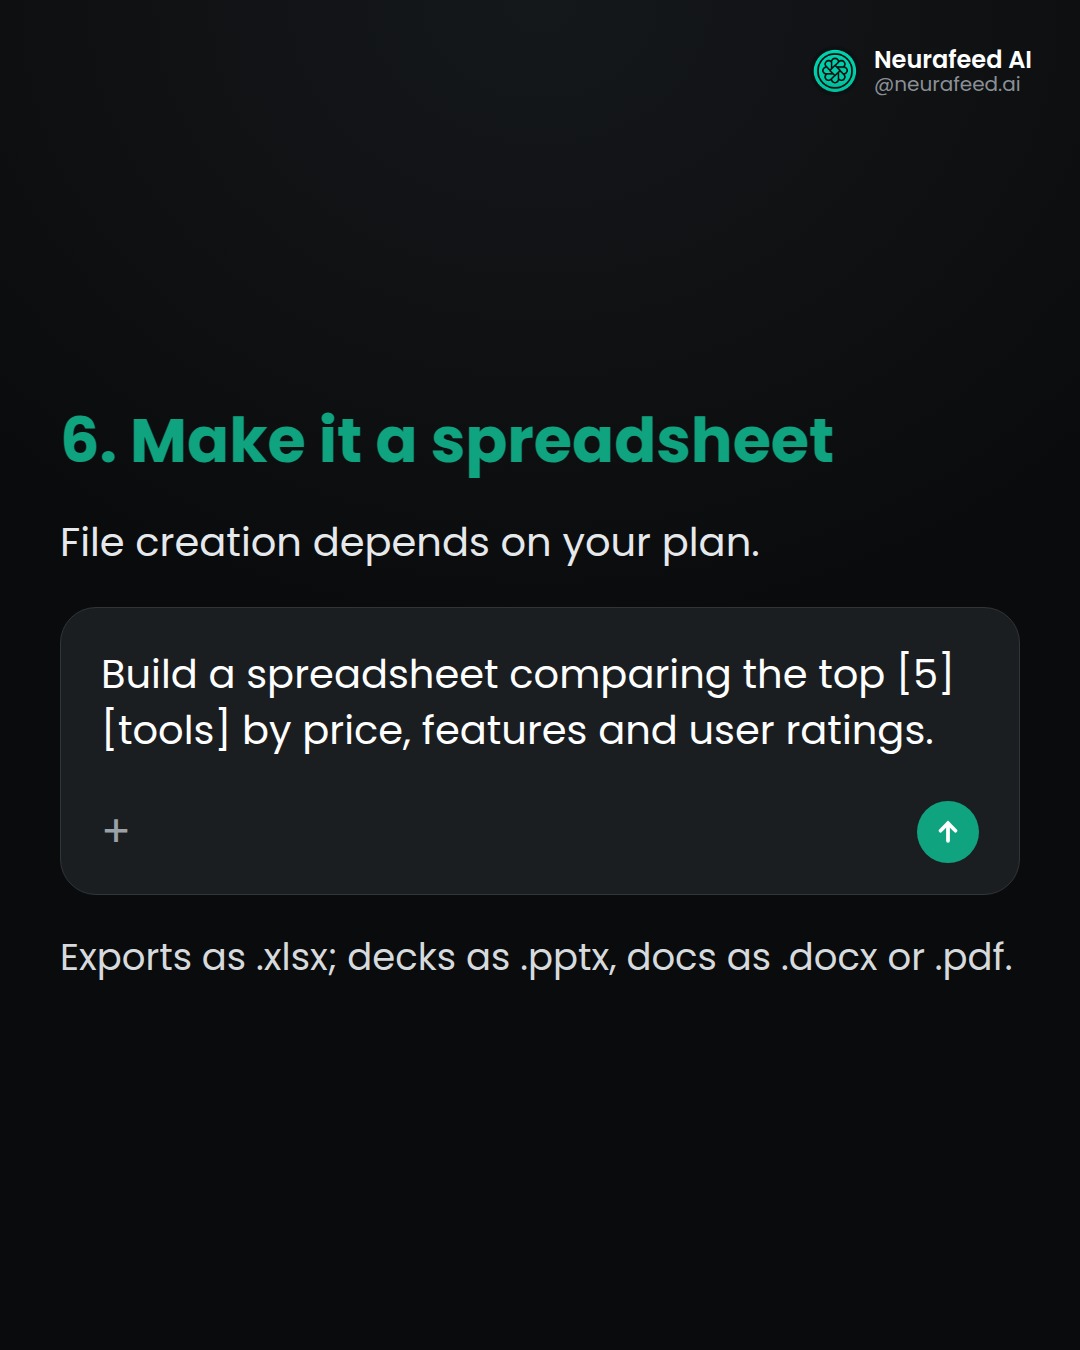 Neurafeed AI
@neurafeed.ai
6. Make it a spreadsheet
File creation depends on your plan.
Build a spreadsheet comparing the top [5]
[tools] by price, features and user ratings.
+
Exports as .xlsx; decks as .pptx, docs as .docx or .pdf.